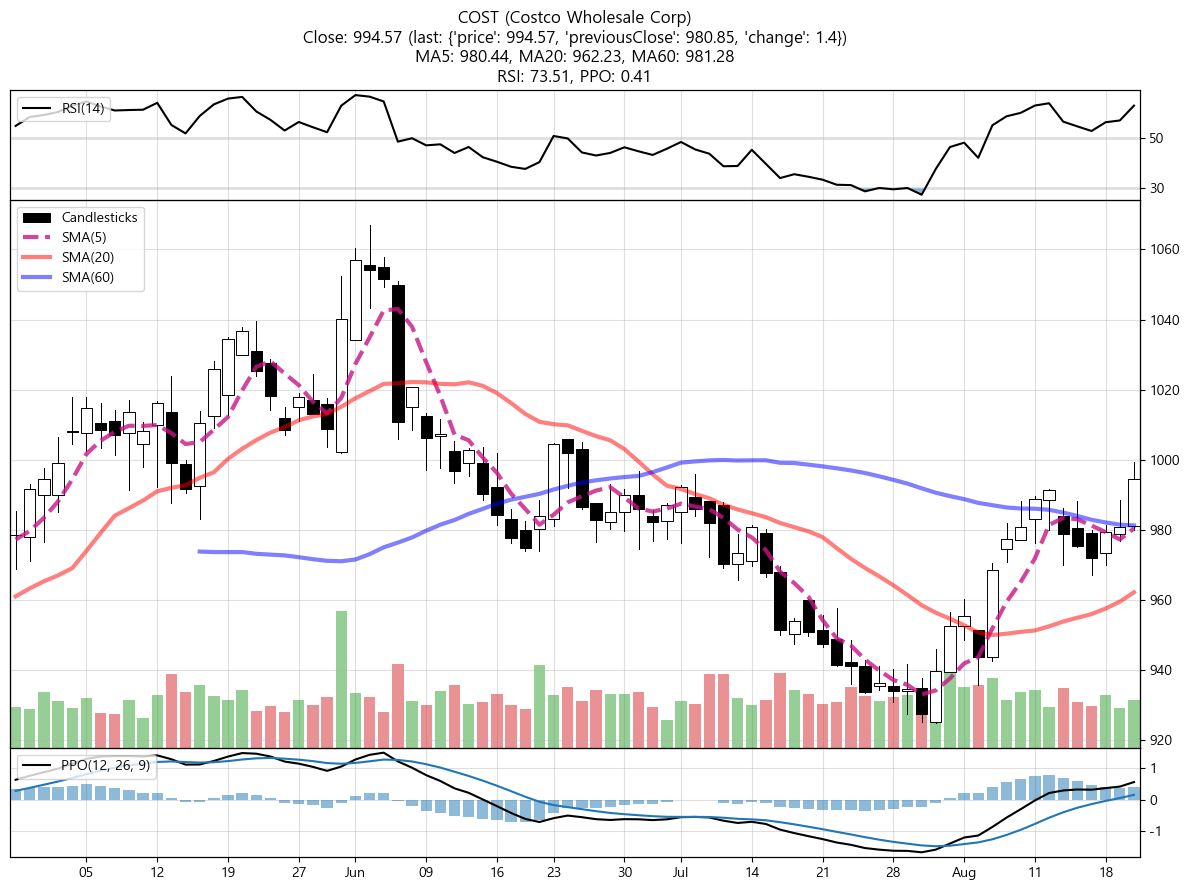 COST (Costco Wholesale Corp)
Close: 994.57 (last: {'price': 994.57, 'previousClose': 980.85, 'change': 1.4})
MA5: 980.44, MA20: 962.23, MA60: 981.28
RSI: 73.51, PPO: 0.41
RSI(14)
50
30
Candlesticks
SMA(5)
SMA(20)
SMA(60)
1060
1040
1020
1000
980
960
940
920
PPO(12, 26, 9)
1
0
-1
05 12 19 27 Jun 09 16 23 30 Jul 14 21 28 Aug 11 18